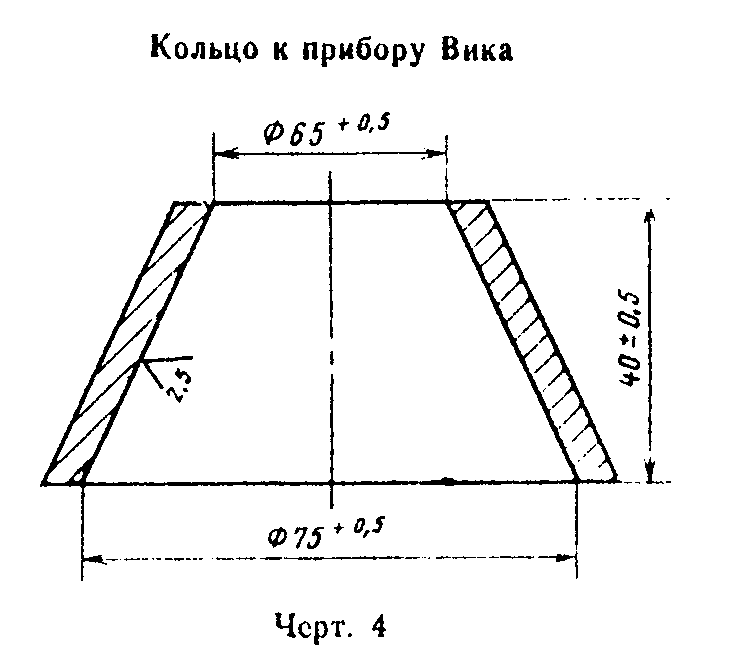 Кольцо к прибору Вика
Ф65 + 0,5
40 ± 0,5
2,5
Ф75 + 0,5
Черт. 4